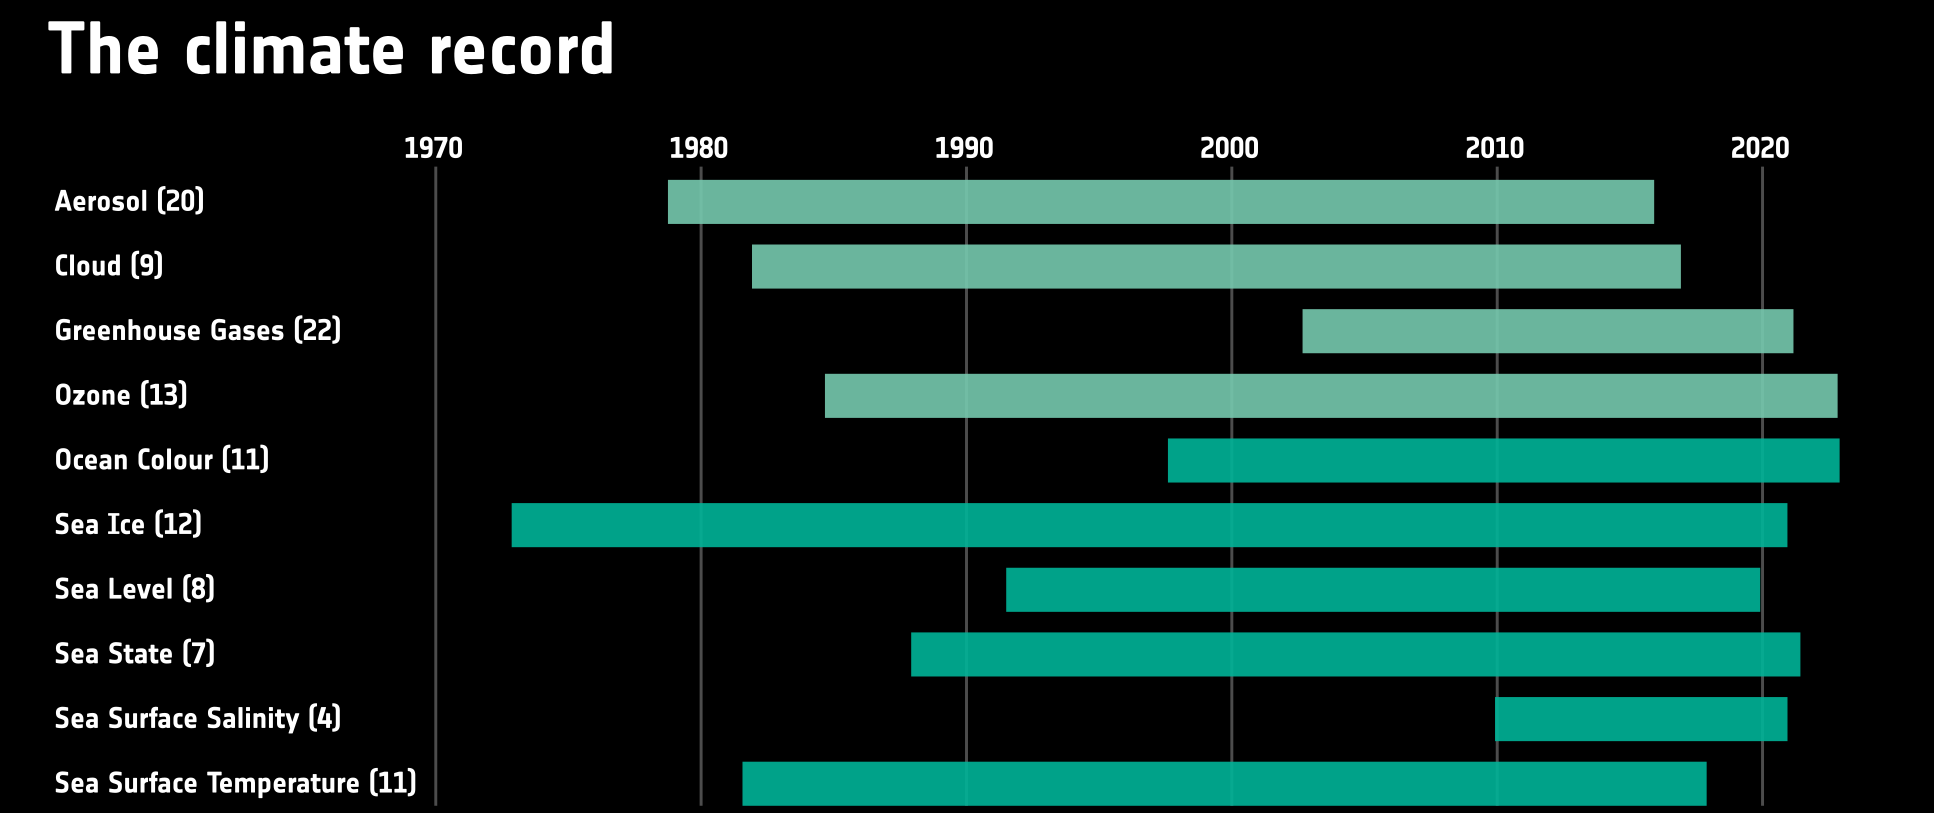 The climate record
1970 1980 1990 2000 2010 2020
Aerosol (20)
Cloud (9)
Greenhouse Gases (22)
Ozone (13)
Ocean Colour (11)
Sea Ice (12)
Sea Level (8)
Sea State (7)
Sea Surface Salinity (4)
Sea Surface Temperature (11)